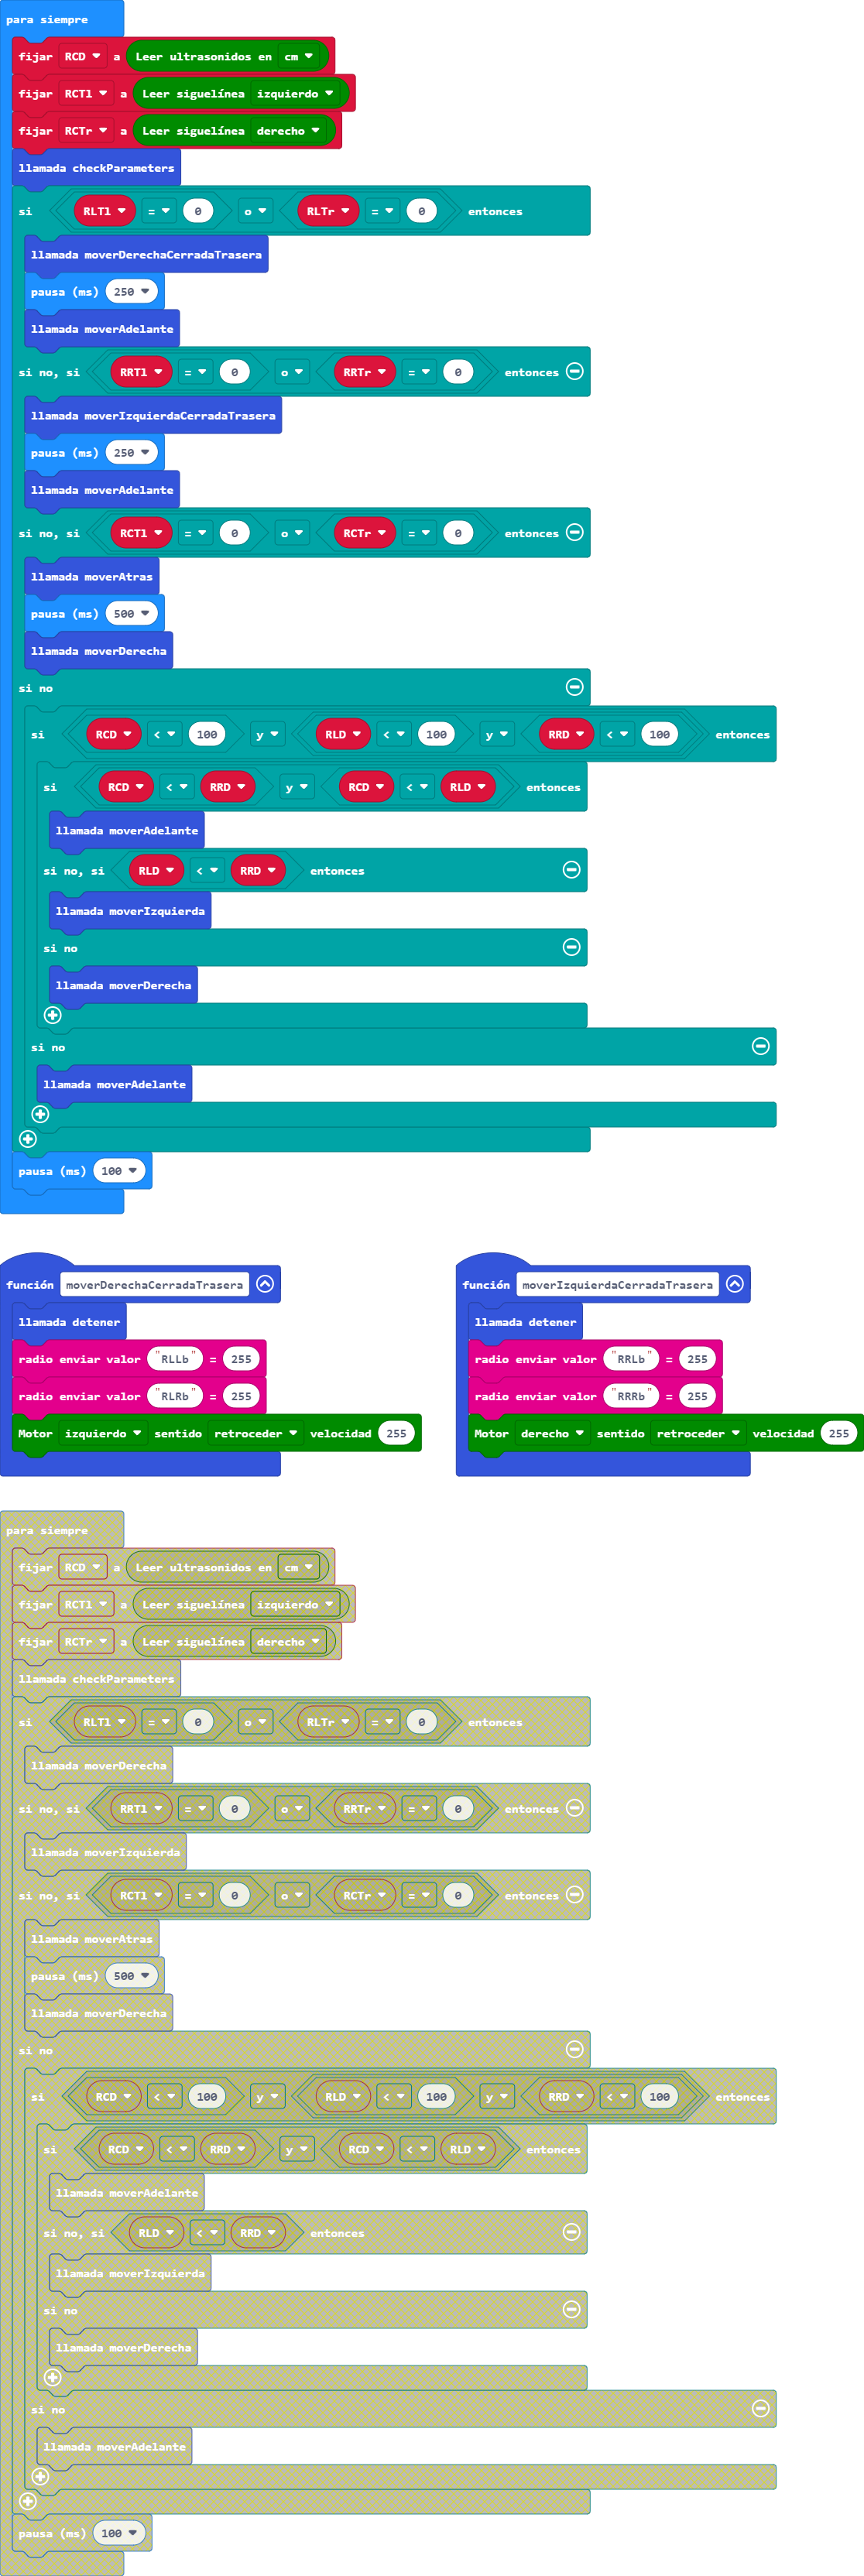 para siempre
fijar RCD a Leer ultrasonidos en cm
fijar RCTl a Leer siguelínea izquierdo
fijar RCTr a Leer siguelínea derecho
llamada checkParameters
si RLTl = 0 o RLTr = 0 entonces
llamada moverDerechaCerradaTrasera
pausa (ms) 250
llamada moverAdelante
si no, si RRTl = 0 o RRTr = 0 entonces
llamada moverIzquierdaCerradaTrasera
pausa (ms) 250
llamada moverAdelante
si no, si RCTl = 0 o RCTr = 0 entonces
llamada moverAtras
pausa (ms) 500
llamada moverDerecha
si no
si RCD < 100 y RLD < 100 y RRD < 100 entonces
si RCD < RRD y RCD < RLD entonces
llamada moverAdelante
si no, si RLD < RRD entonces
llamada moverIzquierda
si no
llamada moverDerecha
si no
llamada moverAdelante
pausa (ms) 100
función moverDerechaCerradaTrasera
llamada detener
radio enviar valor "RLLb" = 255
radio enviar valor "RLRb" = 255
Motor izquierdo sentido retroceder velocidad 255
función moverIzquierdaCerradaTrasera
llamada detener
radio enviar valor "RRLb" = 255
radio enviar valor "RRRb" = 255
Motor derecho sentido retroceder velocidad 255
para siempre
fijar RCD a Leer ultrasonidos en cm
fijar RCTl a Leer siguelínea izquierdo
fijar RCTr a Leer siguelínea derecho
llamada checkParameters
si RLTl = 0 o RLTr = 0 entonces
llamada moverDerecha
si no, si RRTl = 0 o RRTr = 0 entonces
llamada moverIzquierda
si no, si RCTl = 0 o RCTr = 0 entonces
llamada moverAtras
pausa (ms) 500
llamada moverDerecha
si no
si RCD < 100 y RLD < 100 y RRD < 100 entonces
si RCD < RRD y RCD < RLD entonces
llamada moverAdelante
si no, si RLD < RRD entonces
llamada moverIzquierda
si no
llamada moverDerecha
si no
llamada moverAdelante
pausa (ms) 100